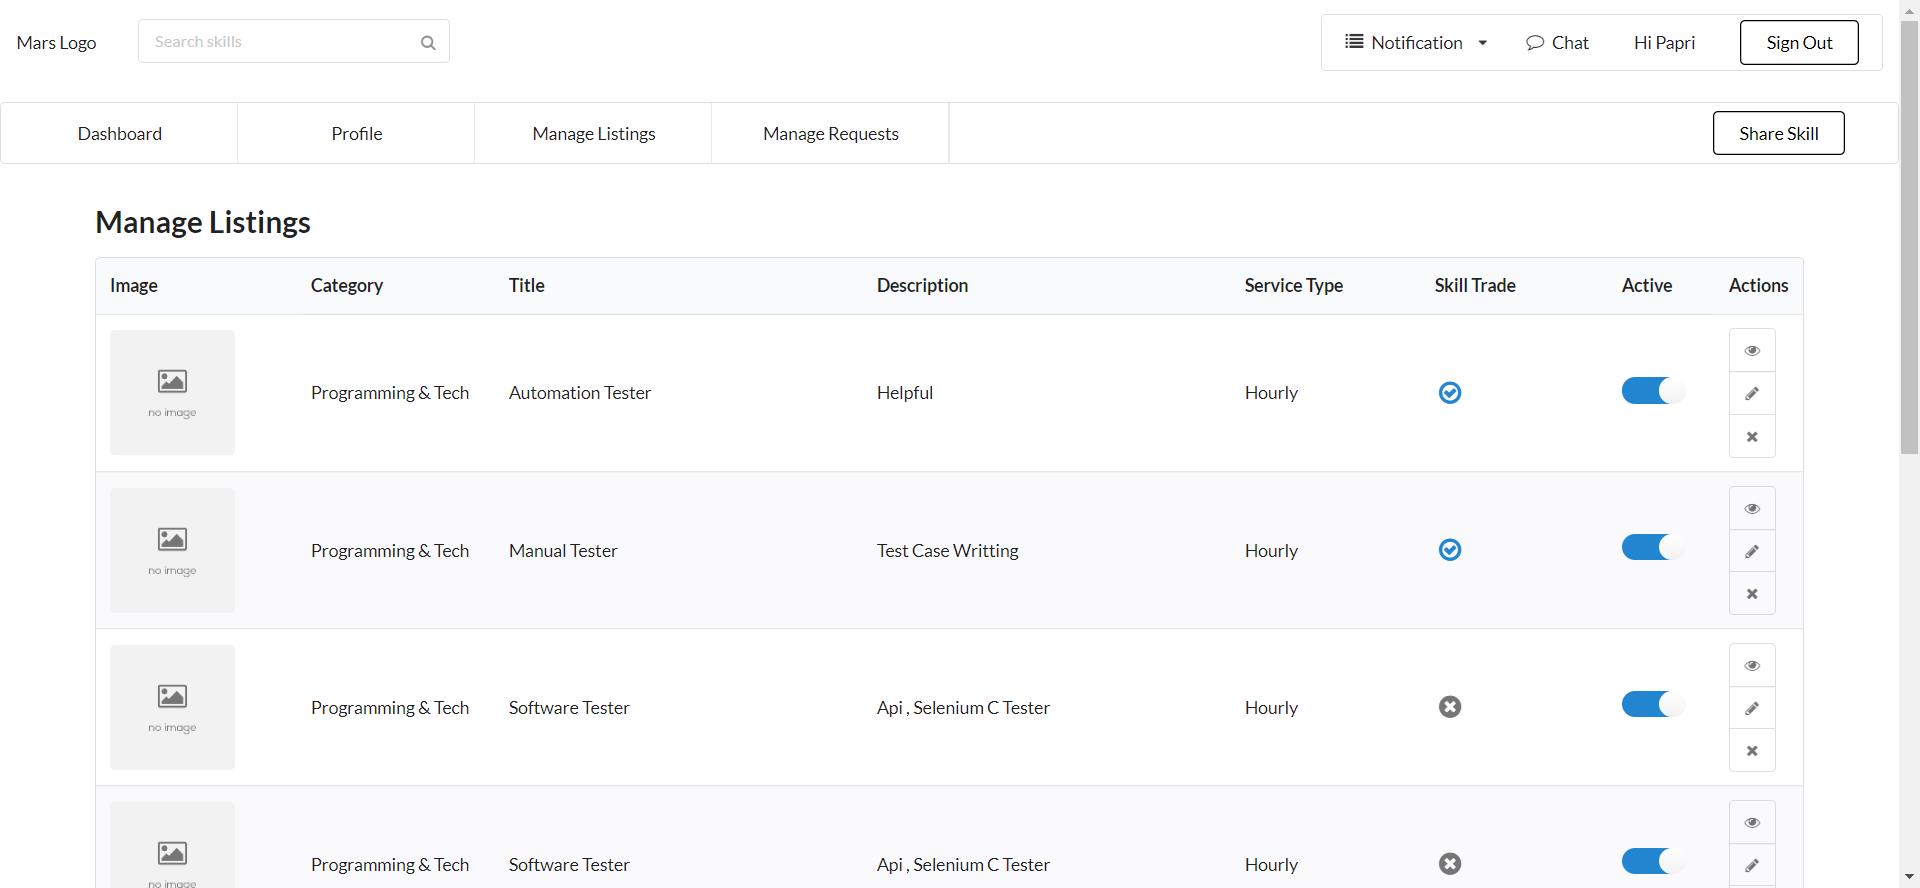 Mars Logo
Search skills
Notification
Chat
Hi Papri
Sign Out
Dashboard
Profile
Manage Listings
Manage Requests
Share Skill
Manage Listings
Image Category Title Description Service Type Skill Trade Active Actions
no image
Programming & Tech Automation Tester Helpful Hourly
no image
Programming & Tech Manual Tester Test Case Writting Hourly
no image
Programming & Tech Software Tester Api , Selenium C Tester Hourly
no image
Programming & Tech Software Tester Api , Selenium C Tester Hourly